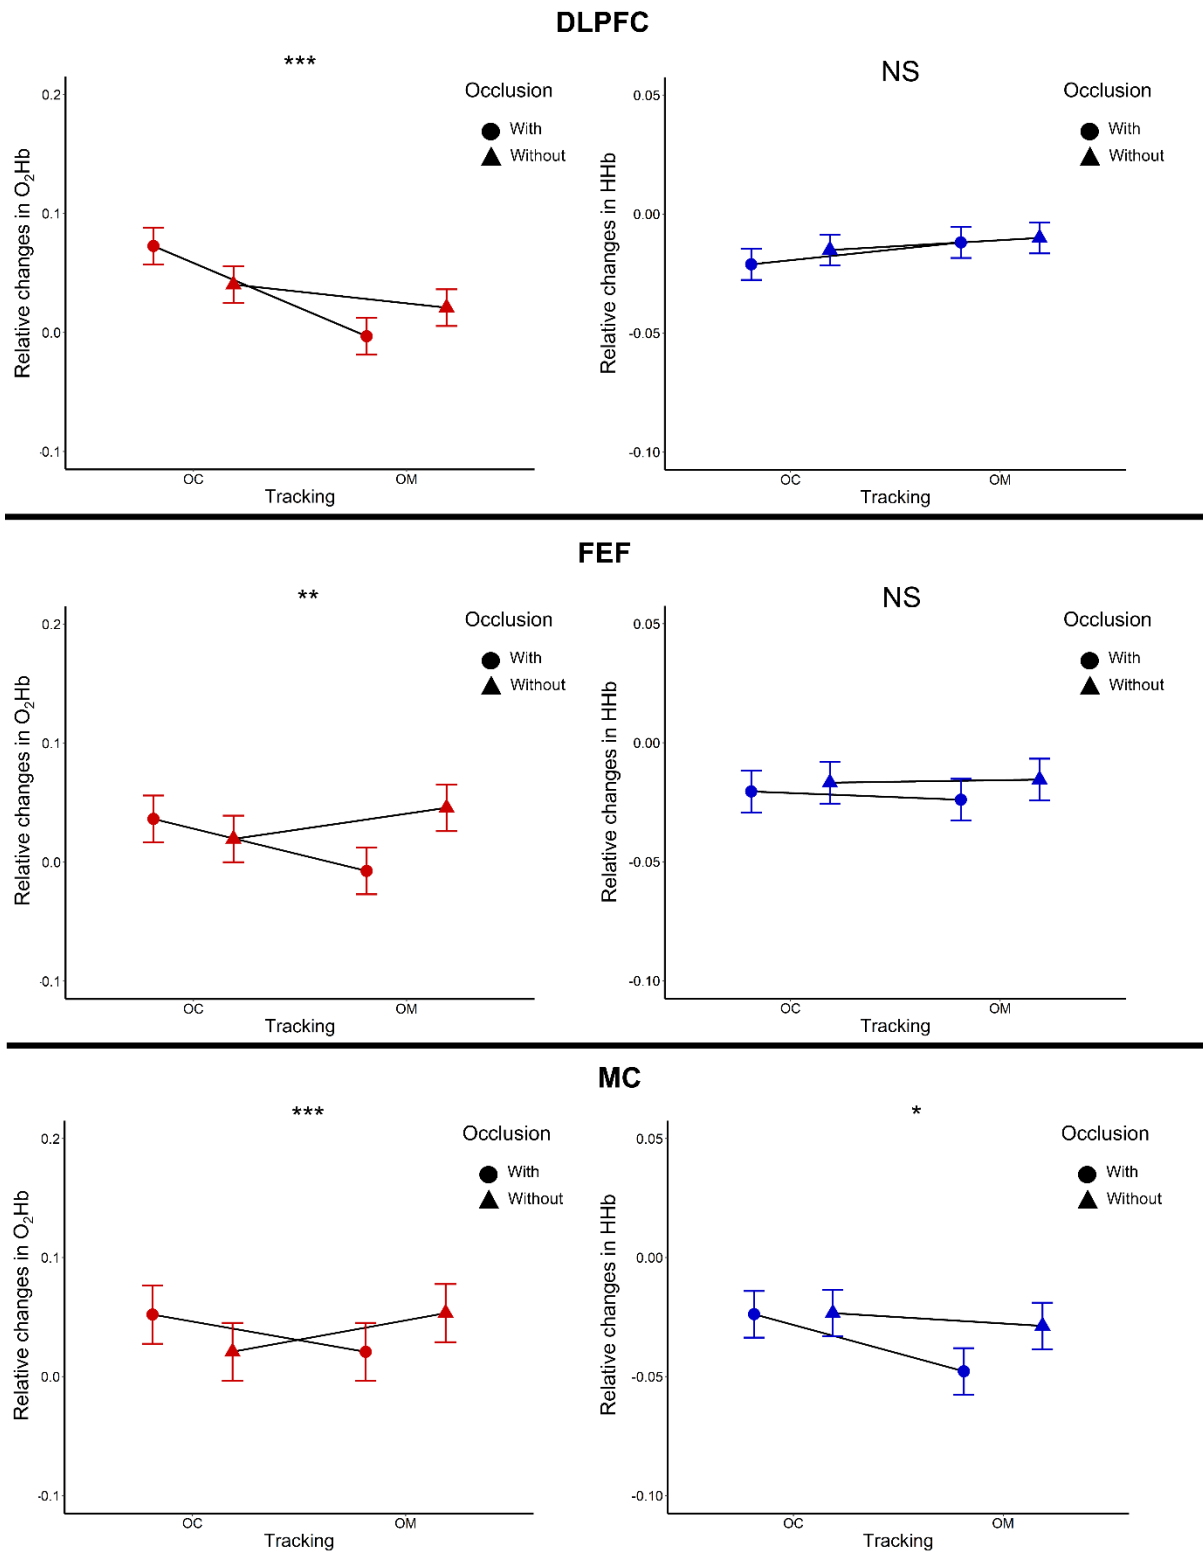 DLPFC
***
NS
Occlusion
With
Without
Occlusion
With
Without
Relative changes in O2Hb
0.2
0.1
0.0
-0.1
OC
OM
Tracking
Relative changes in HHb
0.05
0.00
-0.05
-0.10
OC
OM
Tracking
FEF
**
NS
Occlusion
With
Without
Occlusion
With
Without
Relative changes in O2Hb
0.2
0.1
0.0
-0.1
OC
OM
Tracking
Relative changes in HHb
0.05
0.00
-0.05
-0.10
OC
OM
Tracking
MC
***
*
Occlusion
With
Without
Occlusion
With
Without
Relative changes in O2Hb
0.2
0.1
0.0
-0.1
OC
OM
Tracking
Relative changes in HHb
0.05
0.00
-0.05
-0.10
OC
OM
Tracking